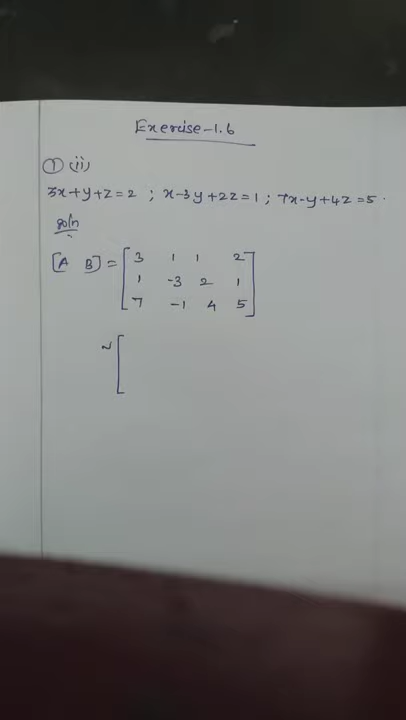 Exercise-1.6
① (ii)
3x+y+z=2 ; x-3y+2z=1 ; 7x-y+4z=5.
soln
[A B] = [3 1 1 2
1 -3 2 1
7 -1 4 5]
~ [